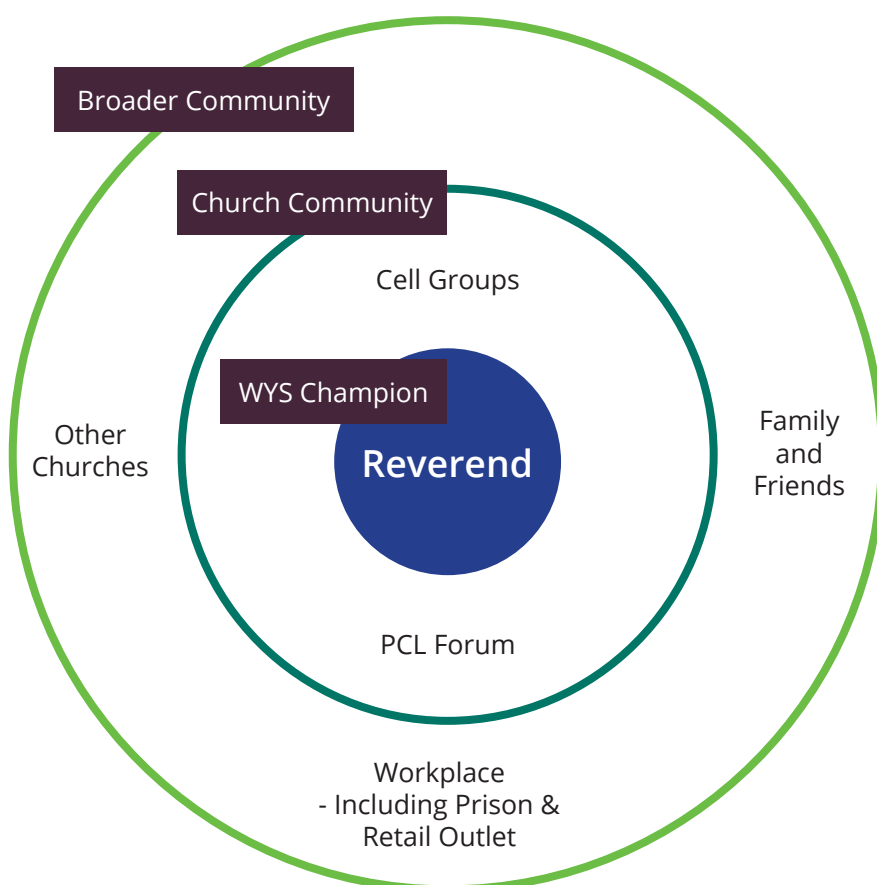 Broader Community
Church Community
Cell Groups
WYS Champion
Reverend
Other
Churches
Family
and
Friends
PCL Forum
Workplace
- Including Prison &
Retail Outlet